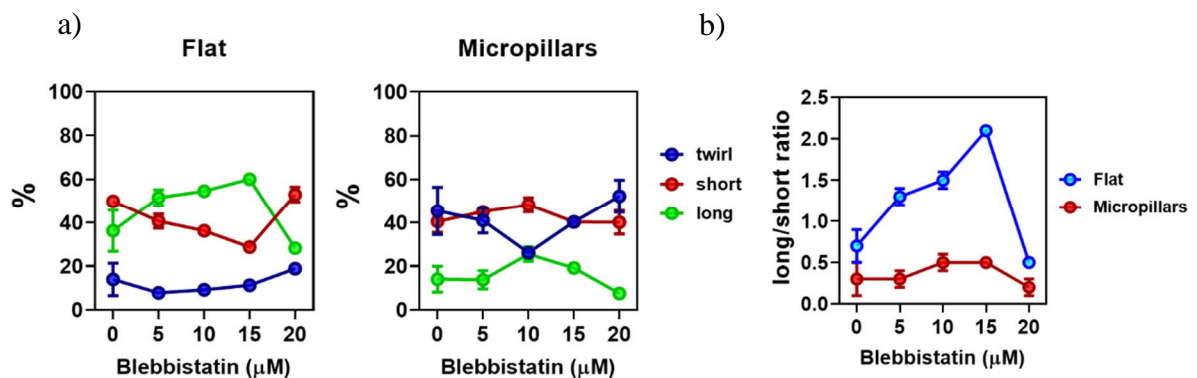 a)
Flat
%
100
80
60
40
20
0
0 5 10 15 20
Blebbistatin (μM)
Micropillars
%
100
80
60
40
20
0
0 5 10 15 20
Blebbistatin (μM)
twirl
short
long
b)
long/short ratio
2.5
2.0
1.5
1.0
0.5
0.0
0 5 10 15 20
Blebbistatin (μM)
Flat
Micropillars